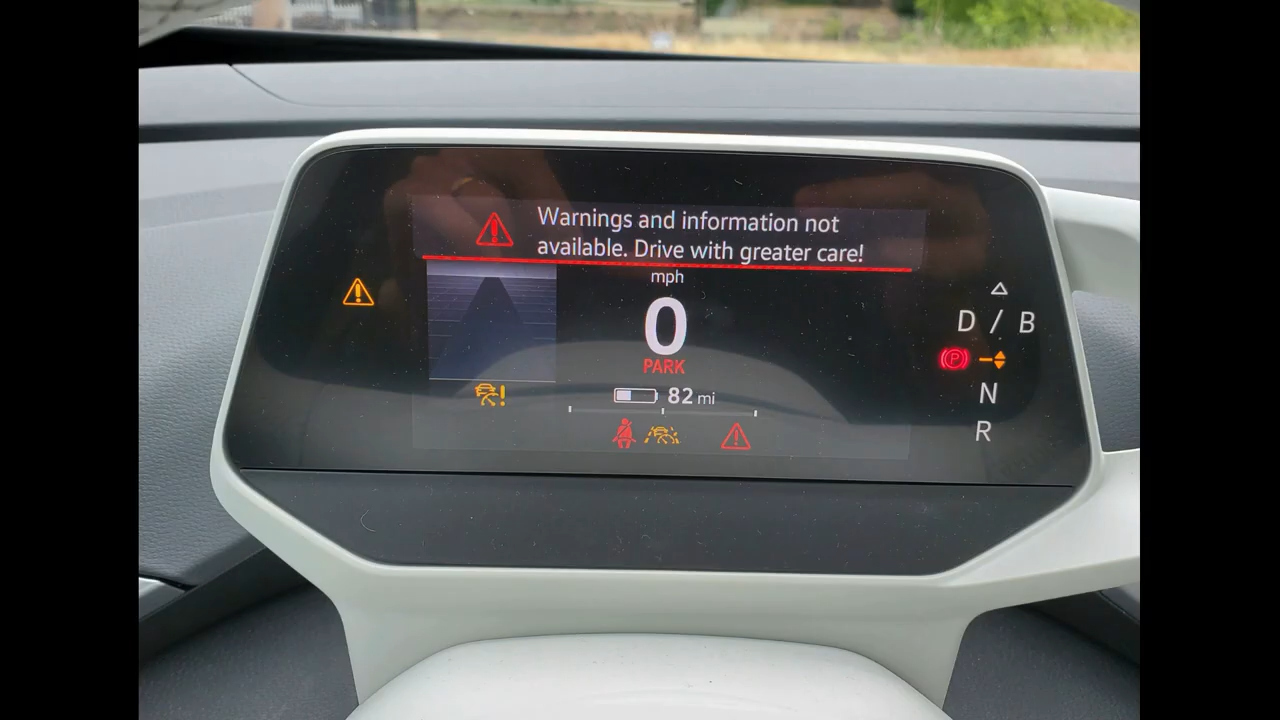 Warnings and information not
available. Drive with greater care!
mph
0
PARK
82 mi
D / B
P
N
R